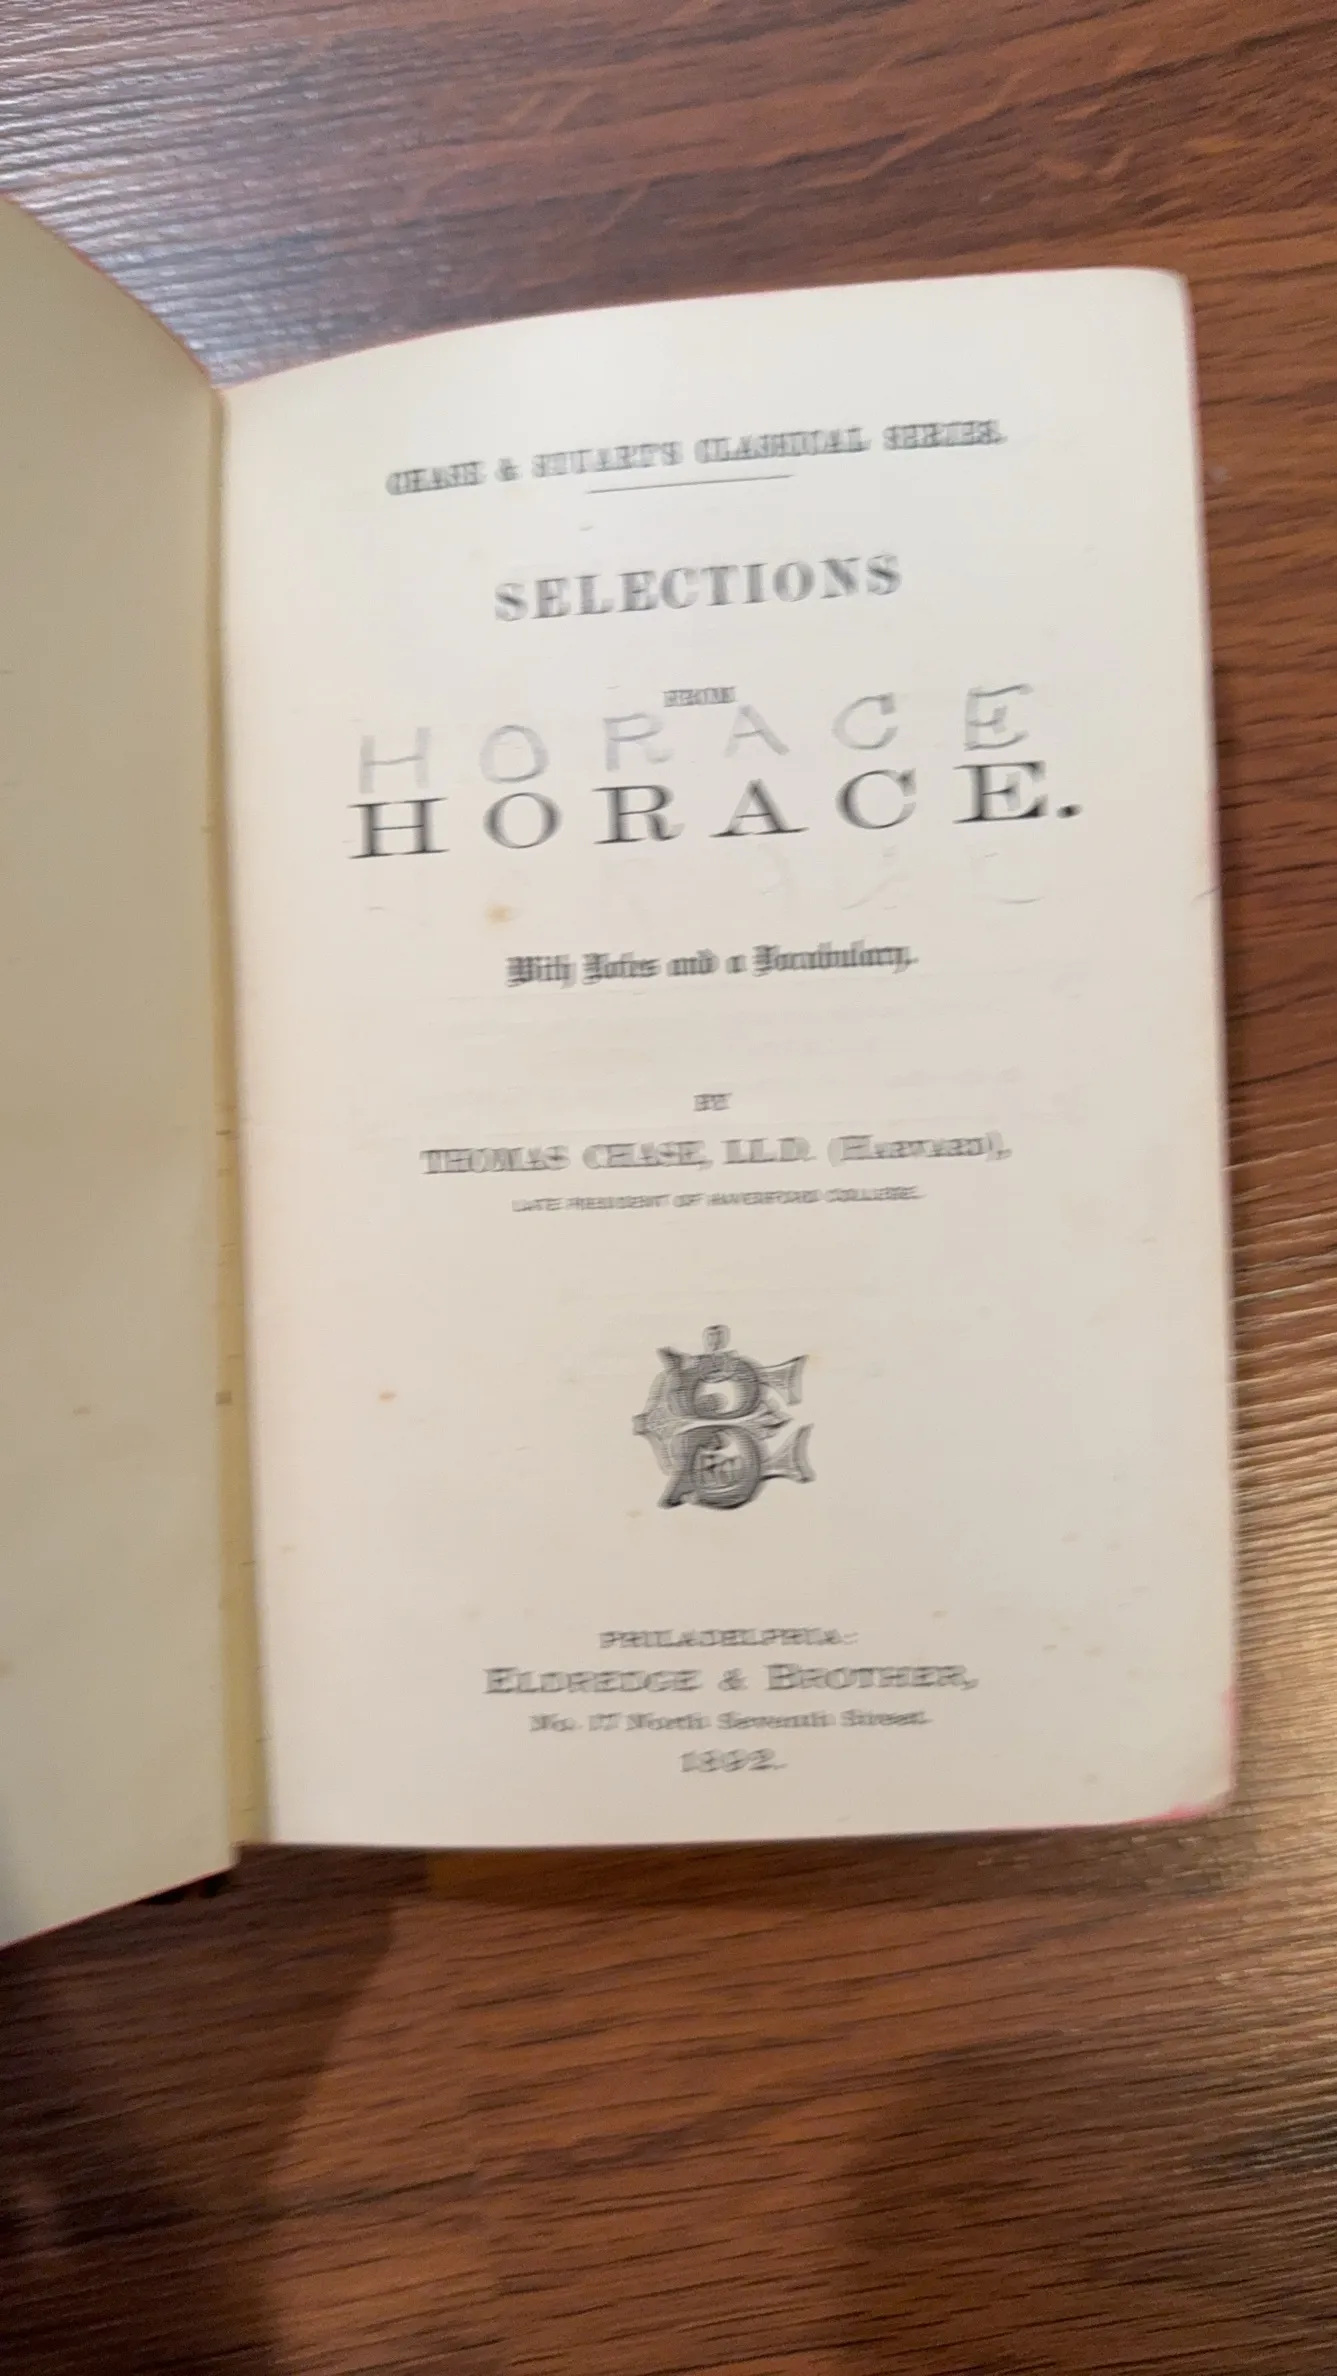 CHASE & STUART'S CLASSICAL SERIES.
SELECTIONS
FROM
HORACE
HORACE.
With Notes and a Vocabulary.
BY
THOMAS CHASE, LL.D. (HARVARD),
LATE PRESIDENT OF HAVERFORD COLLEGE.
PHILADELPHIA:
ELDREDGE & BROTHER,
No. 17 North Seventh Street.
1892.